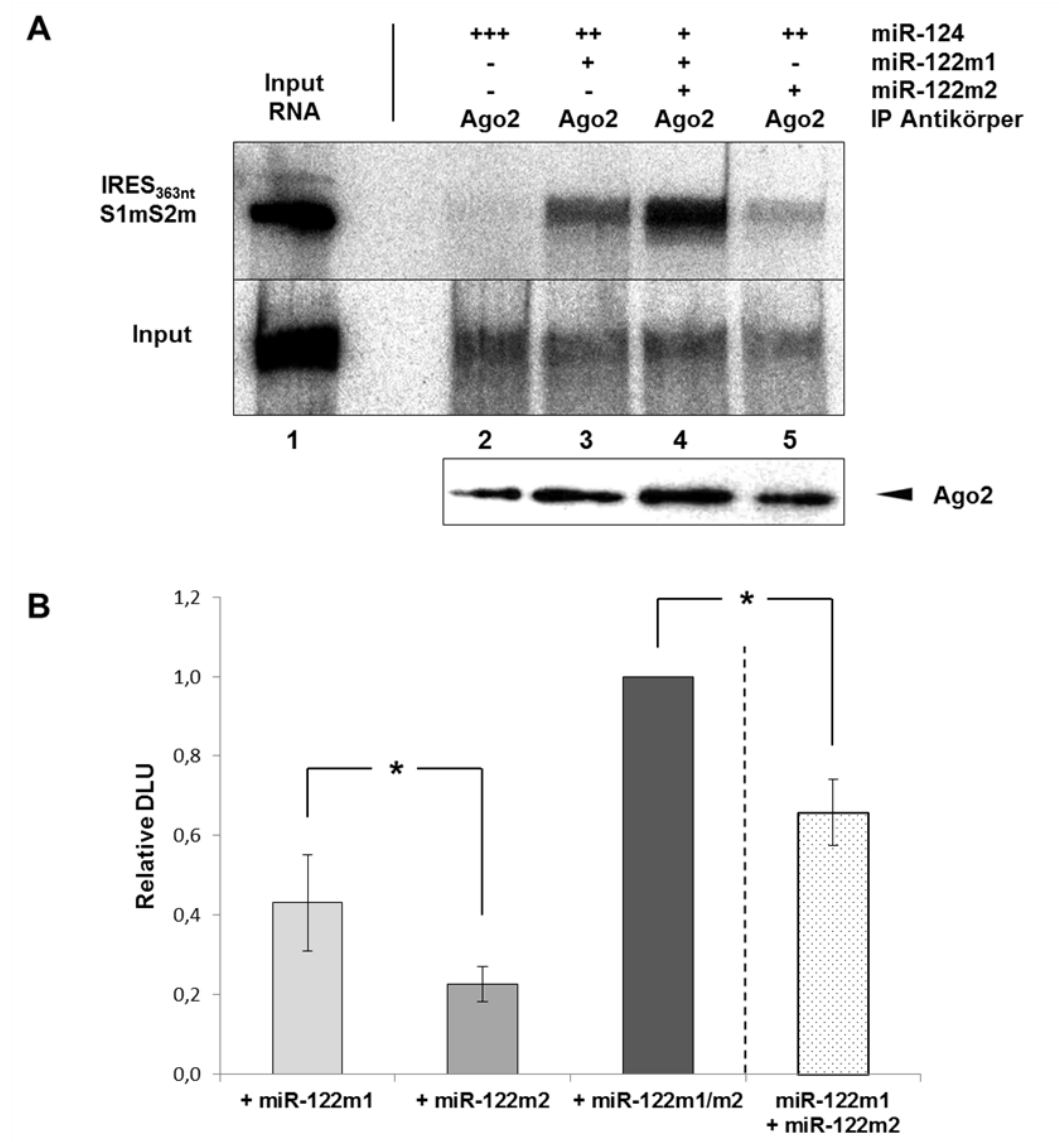 A
+++ ++ + ++ miR-124
- + + - miR-122m1
- - + + miR-122m2
Ago2 Ago2 Ago2 Ago2 IP Antikörper
Input
RNA
IRES363nt
S1mS2m
Input
1 2 3 4 5
Ago2
B
Relative DLU
1,2
1,0
0,8
0,6
0,4
0,2
0,0
*
*
+ miR-122m1 + miR-122m2 + miR-122m1/m2 miR-122m1
+ miR-122m2